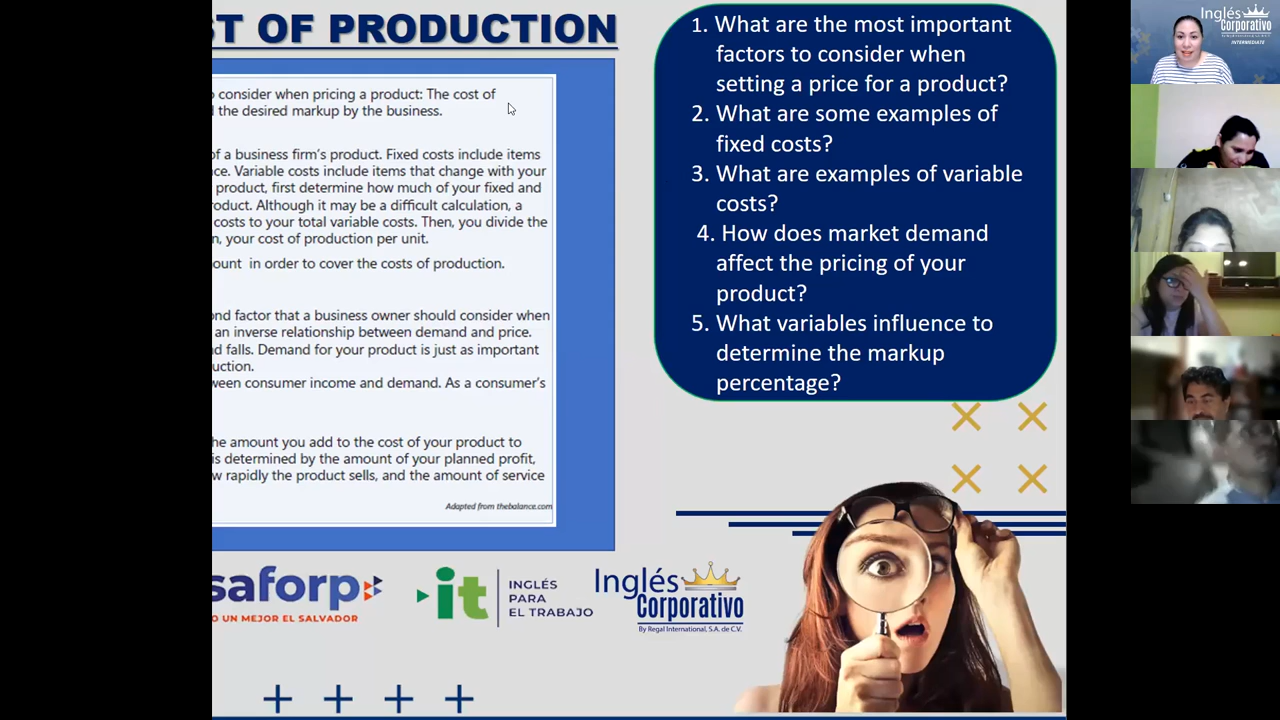 ST OF PRODUCTION
o consider when pricing a product: The cost of
the desired markup by the business.
of a business firm's product. Fixed costs include items
ce. Variable costs include items that change with your
product, first determine how much of your fixed and
oduct. Although it may be a difficult calculation, a
costs to your total variable costs. Then, you divide the
n, your cost of production per unit.
ount in order to cover the costs of production.
nd factor that a business owner should consider when
an inverse relationship between demand and price.
d falls. Demand for your product is just as important
uction.
ween consumer income and demand. As a consumer's
he amount you add to the cost of your product to
is determined by the amount of your planned profit,
w rapidly the product sells, and the amount of service
Adapted from thebalance.com
1. What are the most important
factors to consider when
setting a price for a product?
2. What are some examples of
fixed costs?
3. What are examples of variable
costs?
4. How does market demand
affect the pricing of your
product?
5. What variables influence to
determine the markup
percentage?
saforp
O UN MEJOR EL SALVADOR
it
INGLÉS
PARA
EL TRABAJO
Inglés
Corporativo
By Regal International, S.A. de C.V.
Inglés
Corporativo
INTERMEDIATE